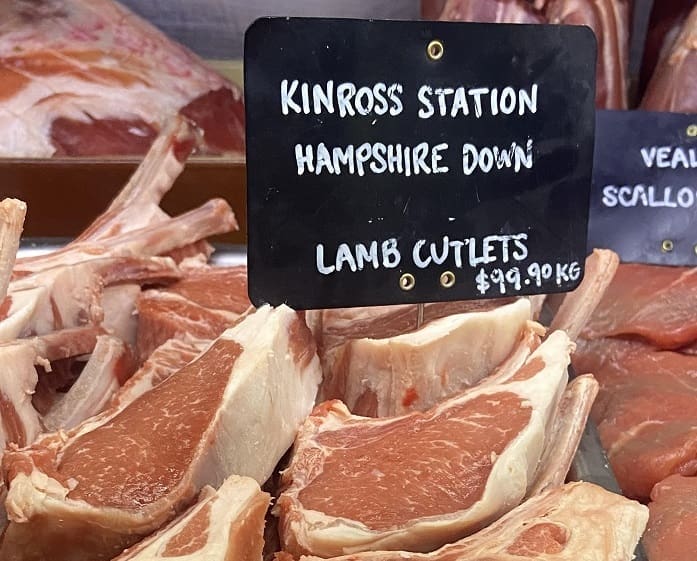 KINROSS STATION
HAMPSHIRE DOWN
LAMB CUTLETS
$99.90 KG
VEAL